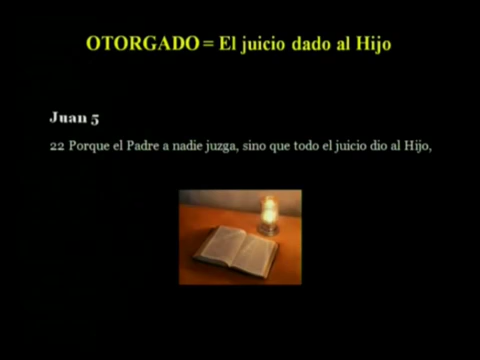 OTORGADO = El juicio dado al Hijo
Juan 5
22 Porque el Padre a nadie juzga, sino que todo el juicio dio al Hijo,